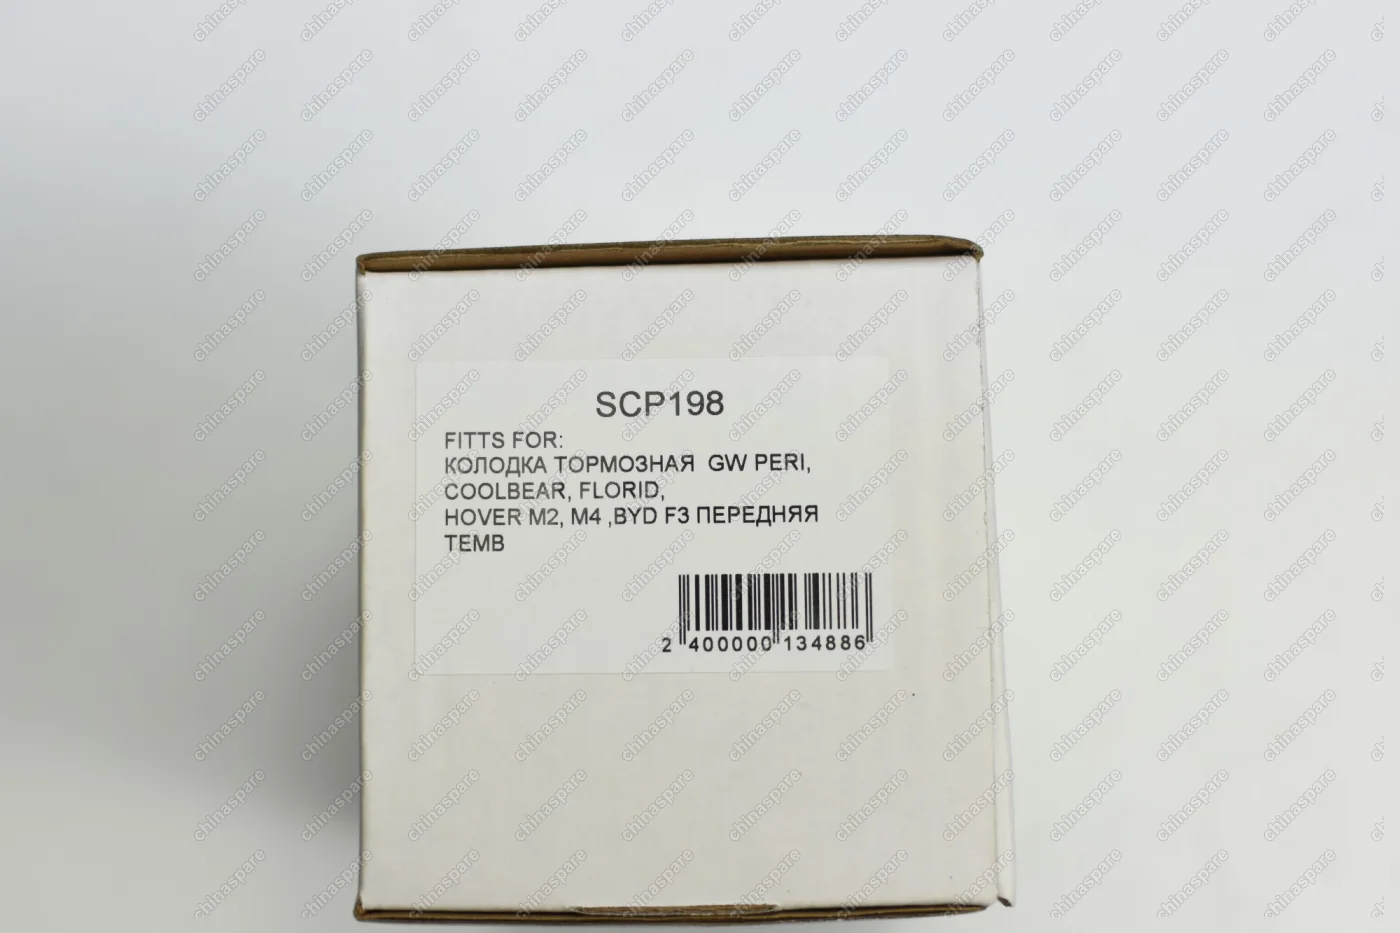 SCP198
FITTS FOR:
КОЛОДКА ТОРМОЗНАЯ GW PERI,
COOLBEAR, FLORID,
HOVER M2, M4 ,BYD F3 ПЕРЕДНЯЯ
TEMB
2 400000 134886
chinaspare